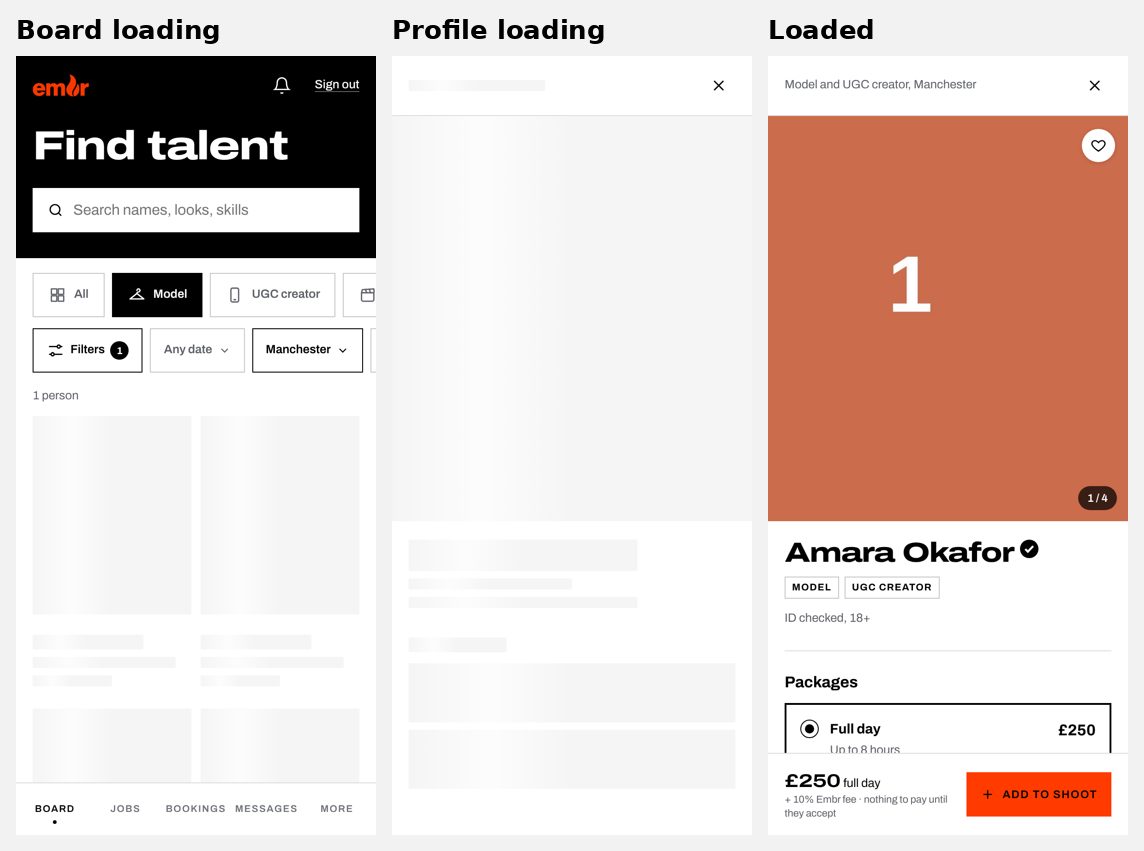 Board loading
embr
Sign out
Find talent
Search names, looks, skills
All
Model
UGC creator
Filters 1
Any date
Manchester
1 person
BOARD
JOBS
BOOKINGS
MESSAGES
MORE
Profile loading
Loaded
Model and UGC creator, Manchester
1
1 / 4
Amara Okafor
MODEL
UGC CREATOR
ID checked, 18+
Packages
Full day
£250
Up to 8 hours
£250 full day
+ 10% Embr fee · nothing to pay until
they accept
+ ADD TO SHOOT